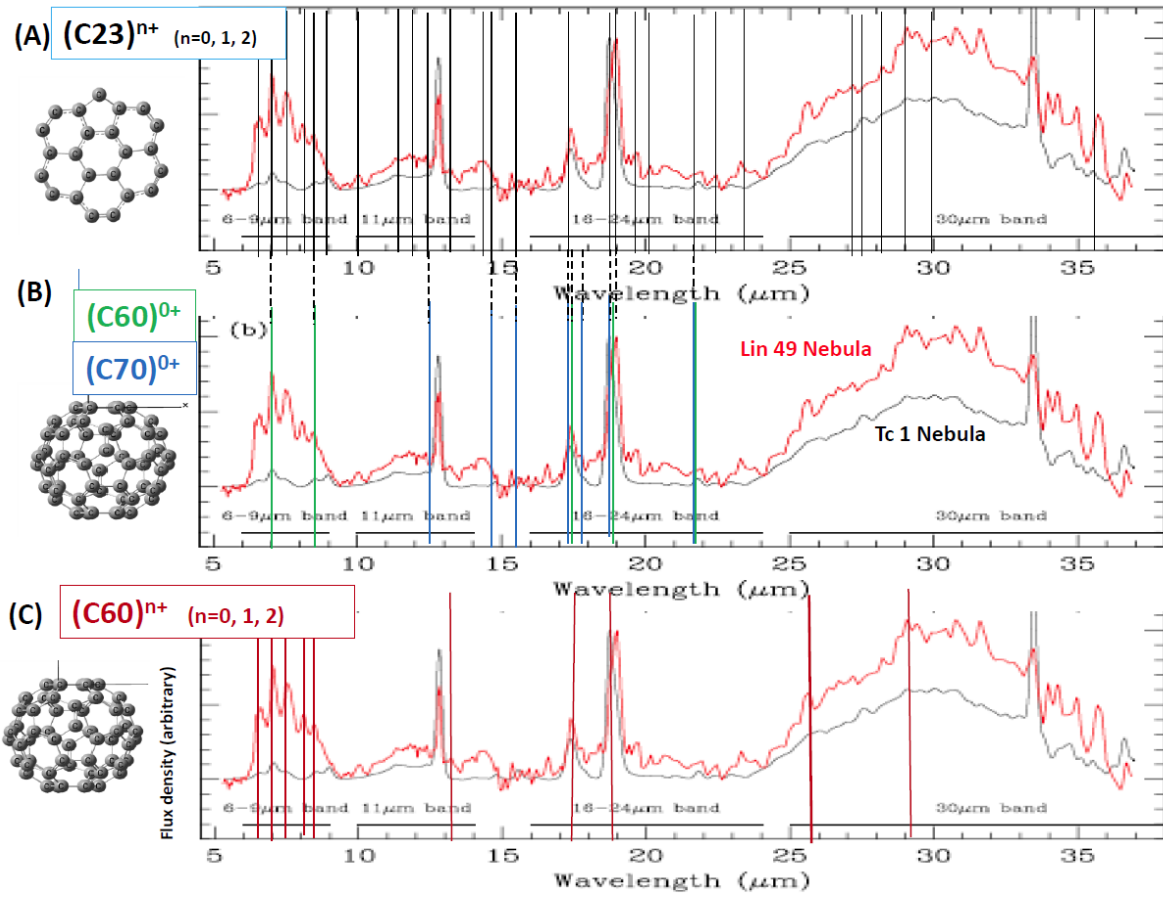 (A) (C23)n+ (n=0, 1, 2)
6-9μm band 11μm band 16-24μm band 30μm band
5 10 15 20 25 30 35
Wavelength (μm)
(B)
(C60)0+
(C70)0+
(b)
Lin 49 Nebula
Tc 1 Nebula
x
6-9μm band 11μm band 16-24μm band 30μm band
5 10 15 20 25 30 35
Wavelength (μm)
(C) (C60)n+ (n=0, 1, 2)
Flux density (arbitrary)
6-9μm band 11μm band 16-24μm band 30μm band
5 10 15 20 25 30 35
Wavelength (μm)